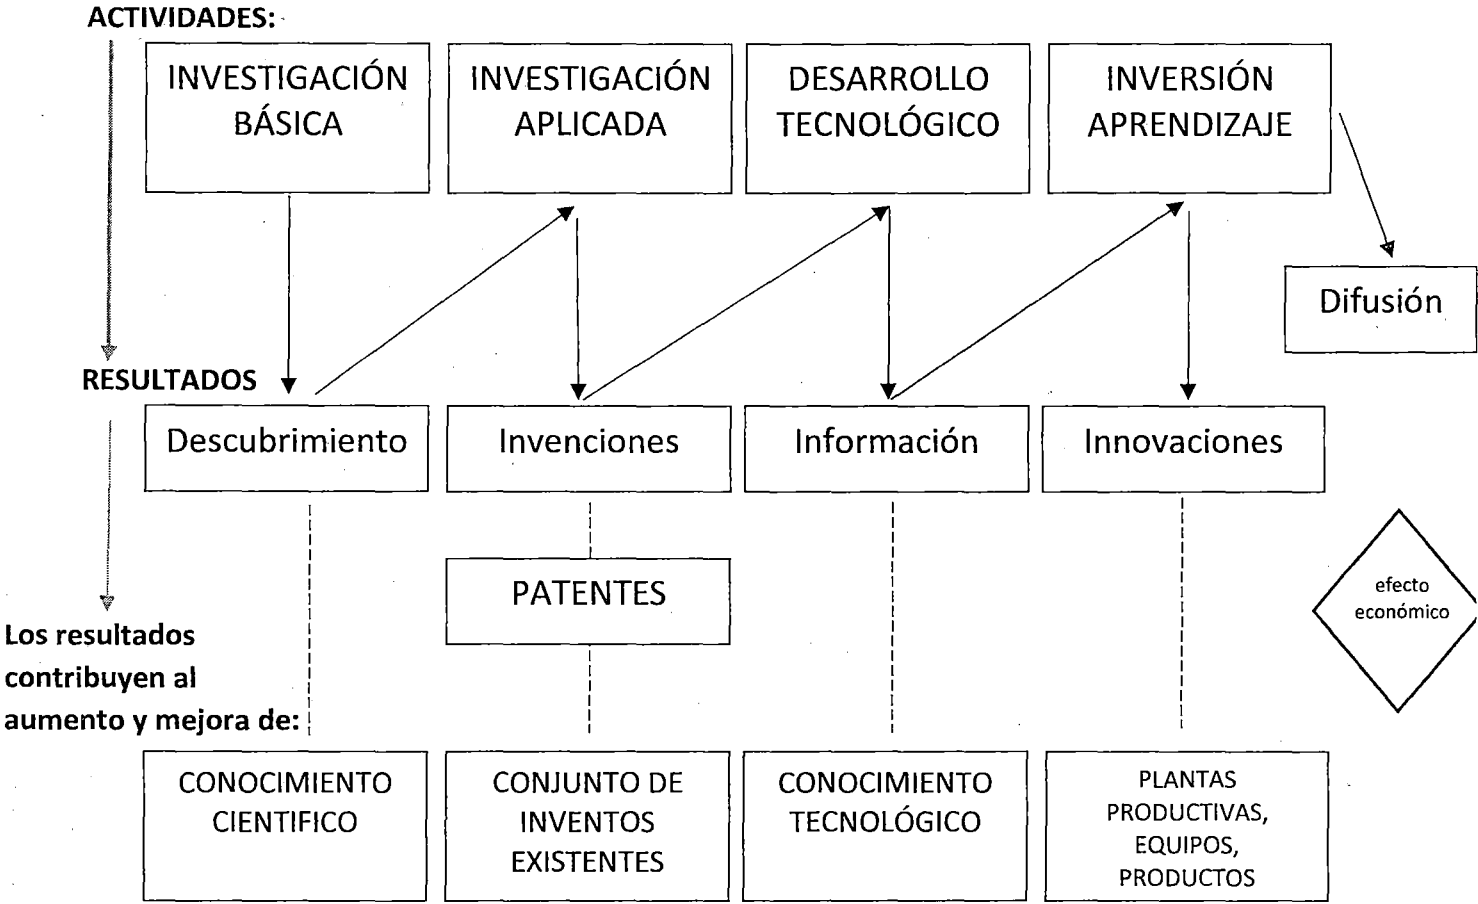 ACTIVIDADES:
INVESTIGACIÓN
BÁSICA
INVESTIGACIÓN
APLICADA
DESARROLLO
TECNOLÓGICO
INVERSIÓN
APRENDIZAJE
Difusión
RESULTADOS
Descubrimiento
Invenciones
Información
Innovaciones
PATENTES
efecto
económico
Los resultados
contribuyen al
aumento y mejora de:
CONOCIMIENTO
CIENTIFICO
CONJUNTO DE
INVENTOS
EXISTENTES
CONOCIMIENTO
TECNOLÓGICO
PLANTAS
PRODUCTIVAS,
EQUIPOS,
PRODUCTOS